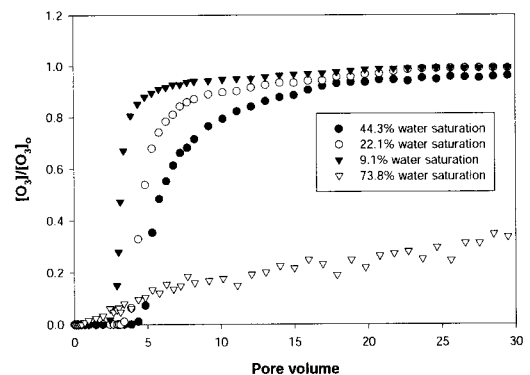 1.2
1.0
0.8
0.6
0.4
0.2
0.0
[O₃]/[O₃]ₒ
44.3% water saturation
22.1% water saturation
9.1% water saturation
73.8% water saturation
0
5
10
15
20
25
30
Pore volume